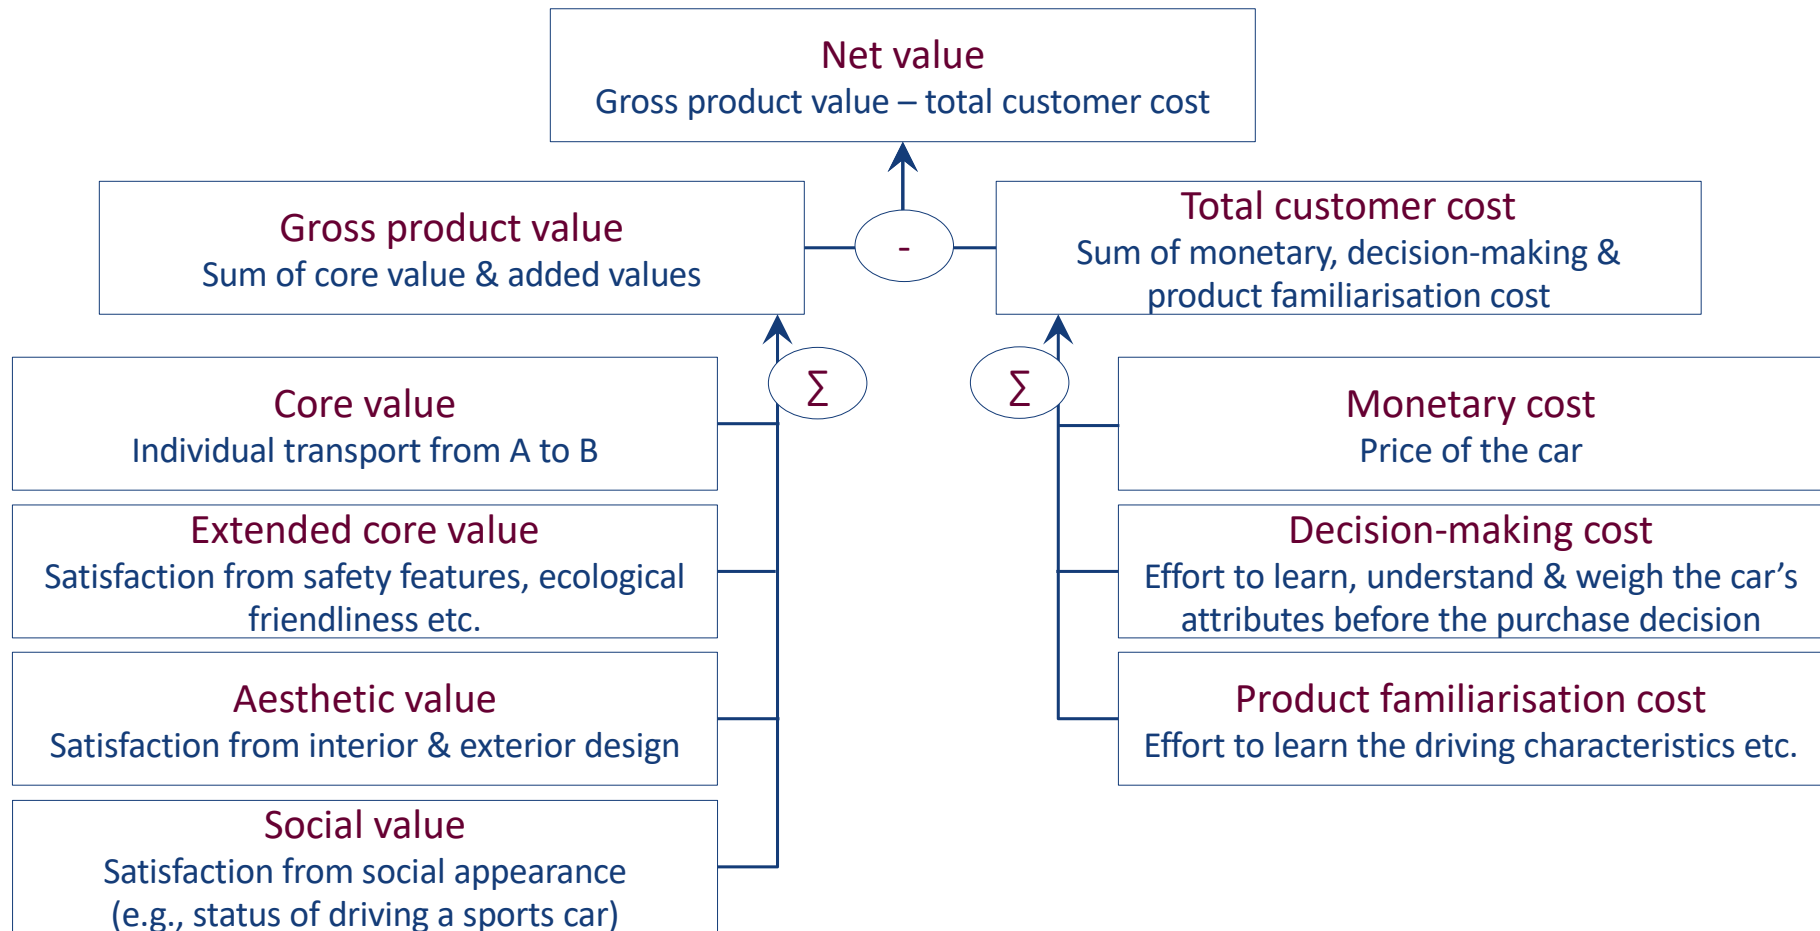 Net value
Gross product value – total customer cost
Gross product value
Sum of core value & added values
-
Total customer cost
Sum of monetary, decision-making &
product familiarisation cost
∑
∑
Core value
Individual transport from A to B
Monetary cost
Price of the car
Extended core value
Satisfaction from safety features, ecological
friendliness etc.
Decision-making cost
Effort to learn, understand & weigh the car’s
attributes before the purchase decision
Aesthetic value
Satisfaction from interior & exterior design
Product familiarisation cost
Effort to learn the driving characteristics etc.
Social value
Satisfaction from social appearance
(e.g., status of driving a sports car)